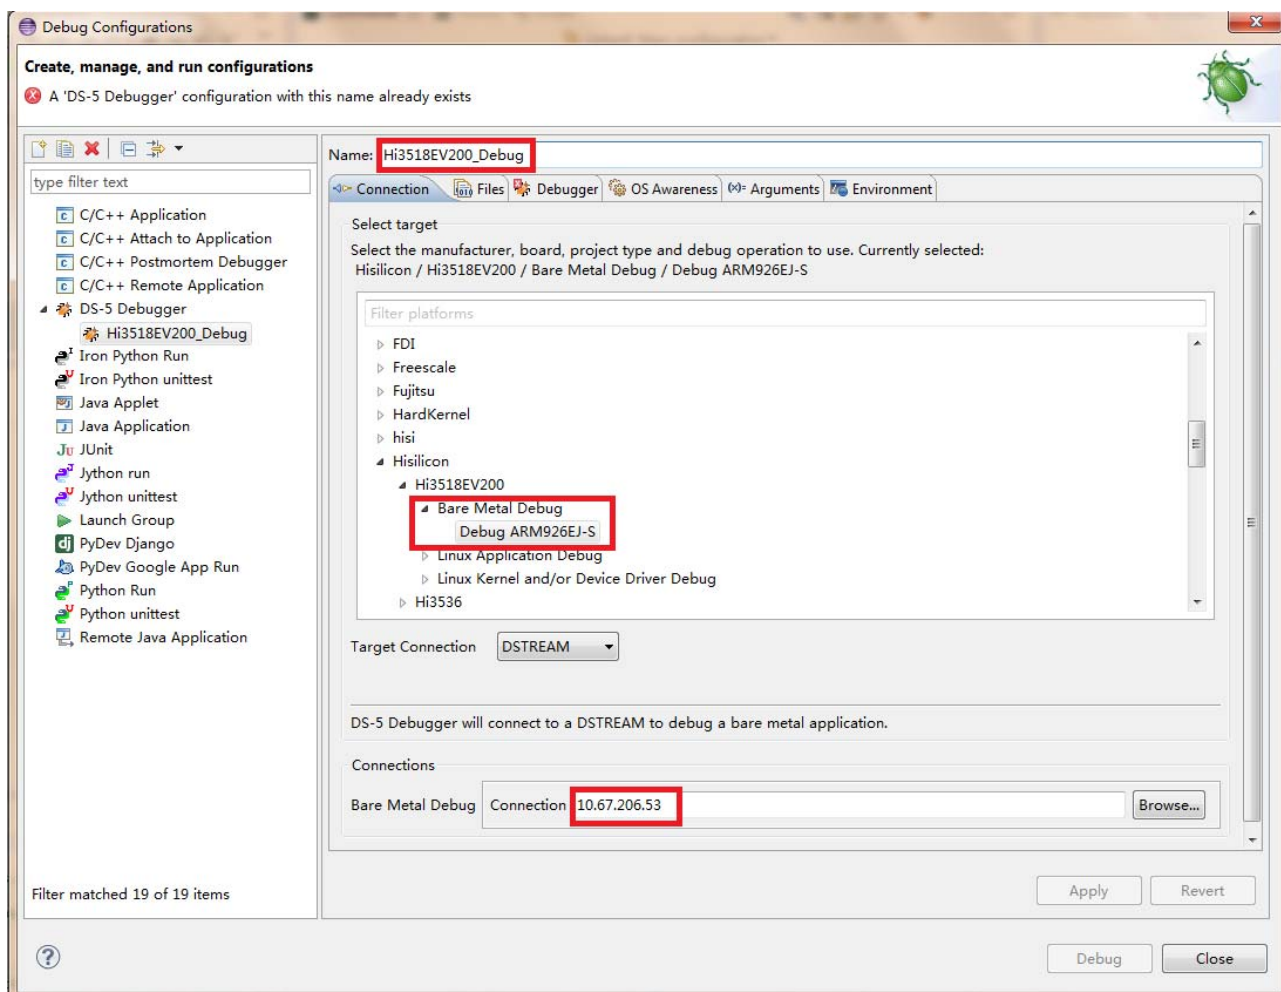 Debug Configurations
Create, manage, and run configurations
A 'DS-5 Debugger' configuration with this name already exists
type filter text
C/C++ Application
C/C++ Attach to Application
C/C++ Postmortem Debugger
C/C++ Remote Application
DS-5 Debugger
Hi3518EV200_Debug
Iron Python Run
Iron Python unittest
Java Applet
Java Application
JUnit
Jython run
Jython unittest
Launch Group
PyDev Django
PyDev Google App Run
Python Run
Python unittest
Remote Java Application
Filter matched 19 of 19 items
Name: Hi3518EV200_Debug
Connection Files Debugger OS Awareness (x)= Arguments Environment
Select target
Select the manufacturer, board, project type and debug operation to use. Currently selected:
Hisilicon / Hi3518EV200 / Bare Metal Debug / Debug ARM926EJ-S
Filter platforms
FDI
Freescale
Fujitsu
HardKernel
hisi
Hisilicon
Hi3518EV200
Bare Metal Debug
Debug ARM926EJ-S
Linux Application Debug
Linux Kernel and/or Device Driver Debug
Hi3536
Target Connection DSTREAM
DS-5 Debugger will connect to a DSTREAM to debug a bare metal application.
Connections
Bare Metal Debug Connection 10.67.206.53 Browse...
Apply Revert
Debug Close